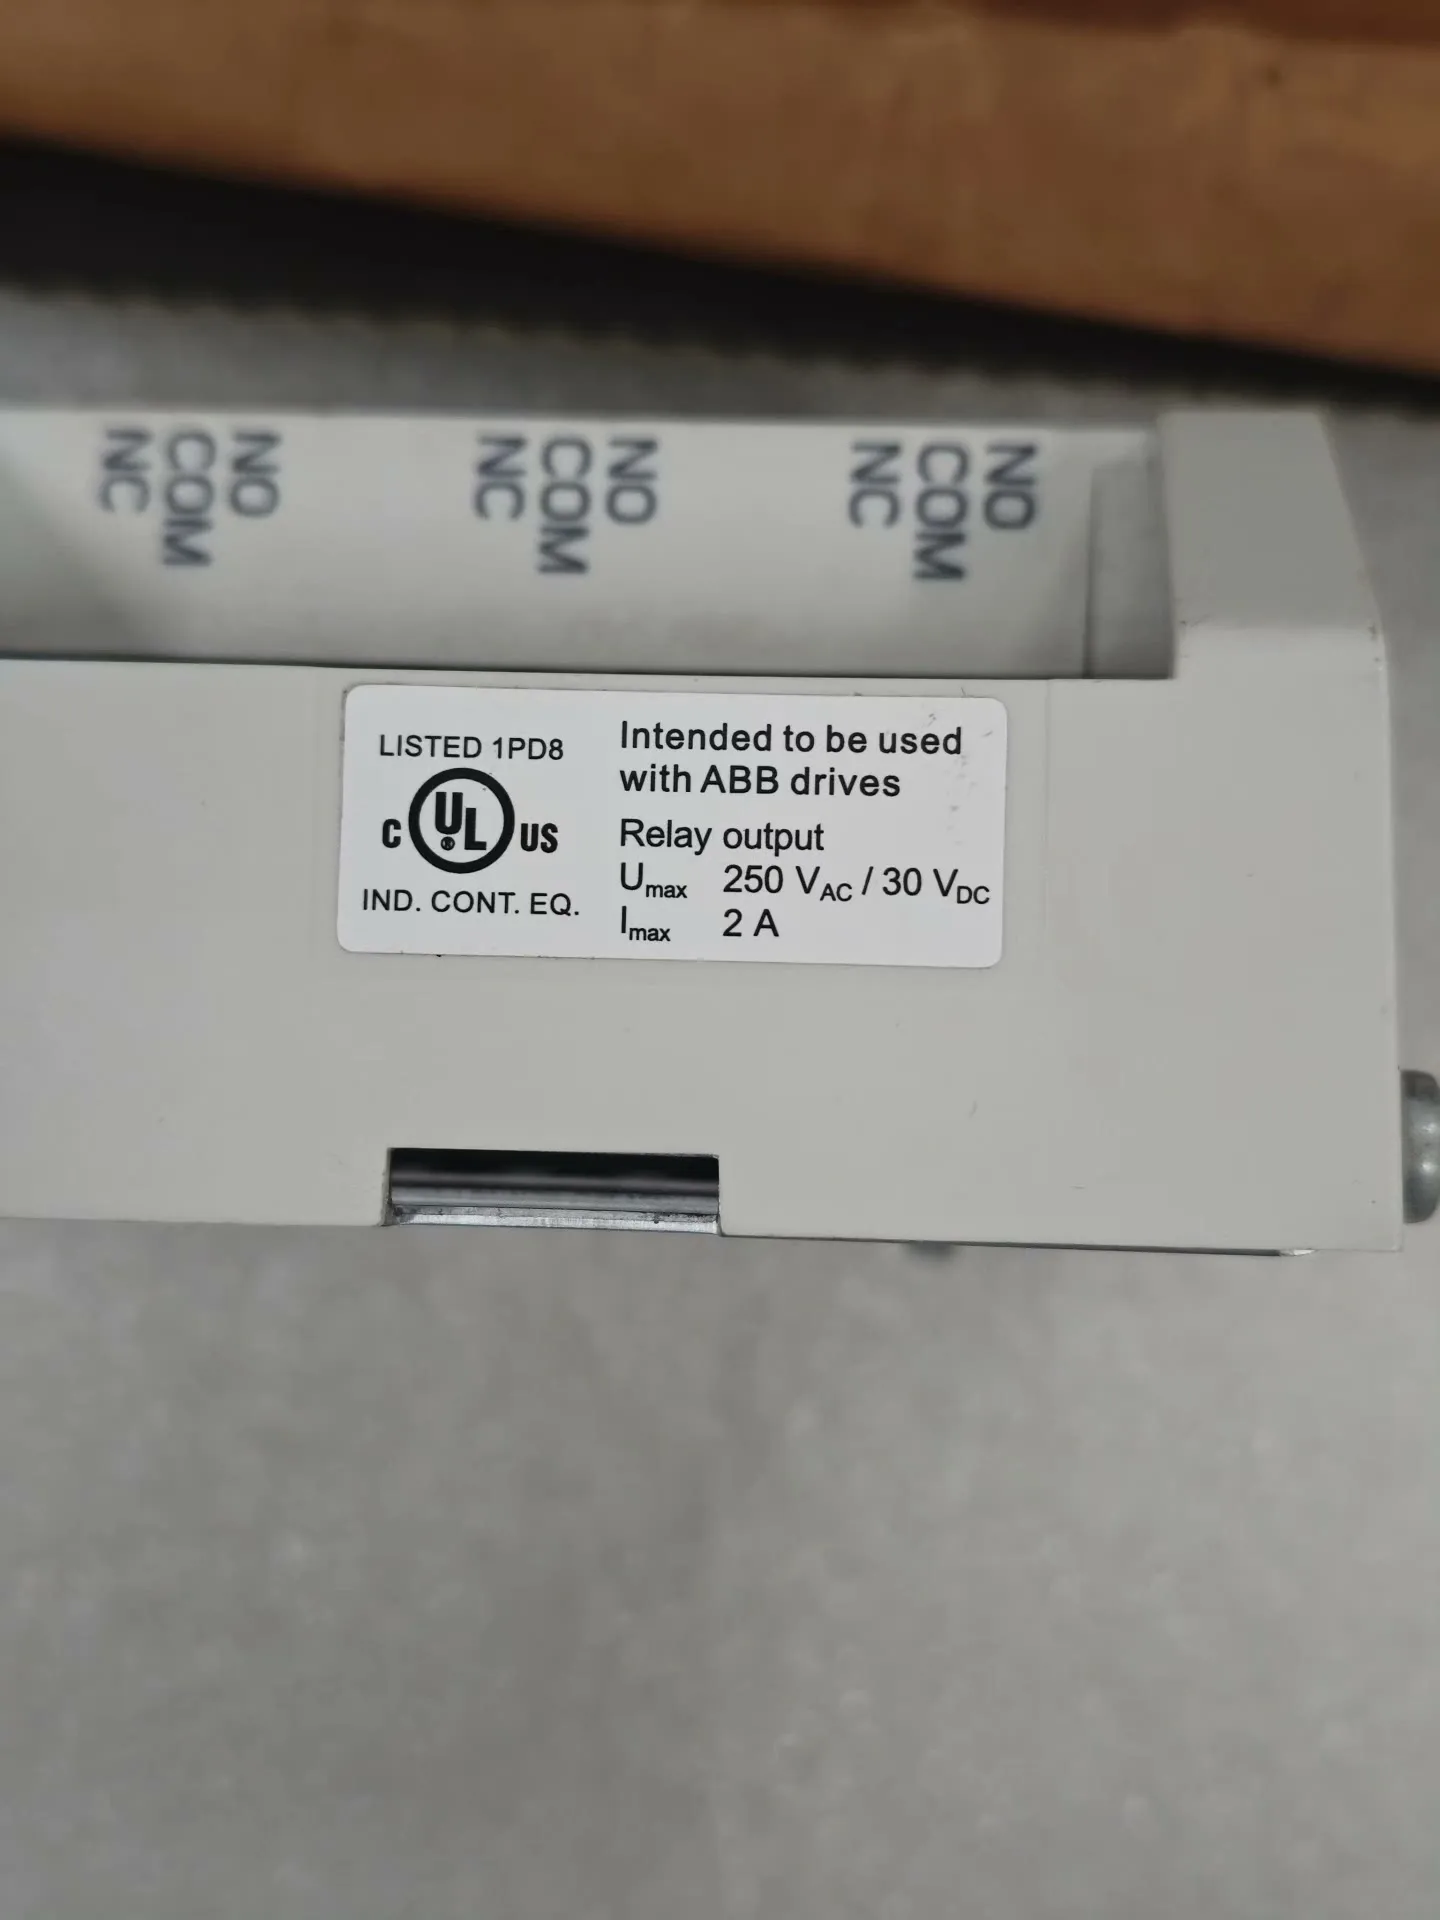 NC
COM
NO
NC
COM
NO
NC
COM
NO
LISTED 1PD8
C UL ® US
IND. CONT. EQ.
Intended to be used
with ABB drives
Relay output
Umax 250 VAC / 30 VDC
Imax 2 A